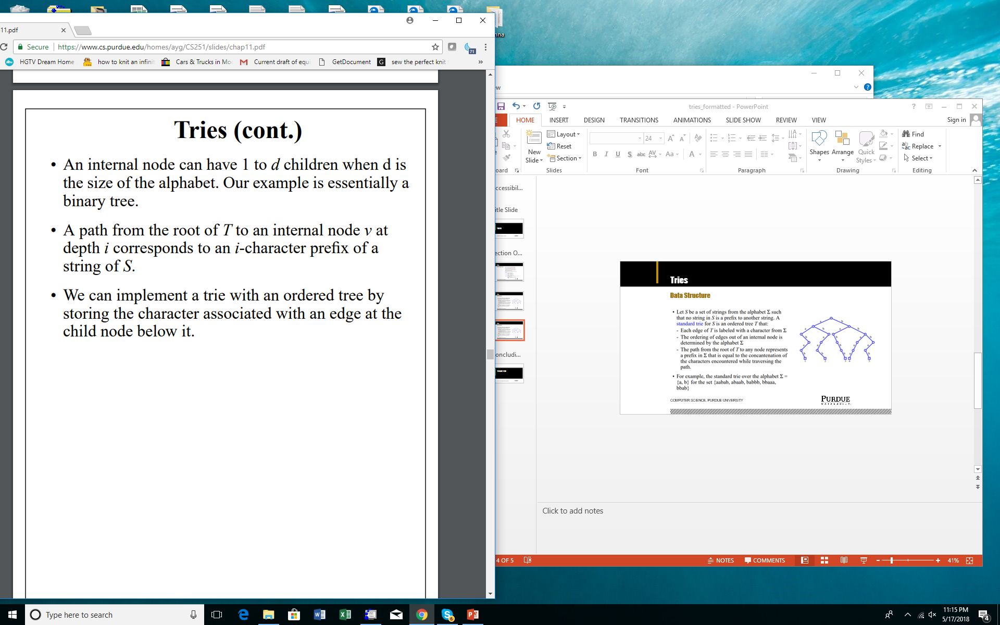 nna
11.pdf
Secure
https://www.cs.purdue.edu/homes/ayg/CS251/slides/chap11.pdf
71
HGTV Dream Home
how to knit an infini
Cars & Trucks in Moc
Current draft of equi
GetDocument
G
sew the perfect knit
»
Tries (cont.)
• An internal node can have 1 to d children when d is
the size of the alphabet. Our example is essentially a
binary tree.
• A path from the root of T to an internal node v at
depth i corresponds to an i-character prefix of a
string of S.
• We can implement a trie with an ordered tree by
storing the character associated with an edge at the
child node below it.
ew
tries_formatted - PowerPoint
E
HOME
INSERT
DESIGN
TRANSITIONS
ANIMATIONS
SLIDE SHOW
REVIEW
VIEW
Sign in
New
Slide
Layout
Reset
Section
24
B I U S abc AV Aa A
Shapes
Arrange
Quick
Styles
Find
Replace
Select
oard
Slides
Font
Paragraph
Drawing
Editing
ccessibil...
itle Slide
ection O...
oncludi...
Tries
Data Structure
• Let S be a set of strings from the alphabet Σ such
that no string in S is a prefix to another string. A
standard trie for S is an ordered tree T that:
- Each edge of T is labeled with a character from Σ
- The ordering of edges out of an internal node is
determined by the alphabet Σ
- The path from the root of T to any node represents
a prefix in Σ that is equal to the concantenation of
the characters encountered while traversing the
path.
• For example, the standard trie over the alphabet Σ =
{a, b} for the set {aabab, abaab, babbb, bbaaa,
bbab}
COMPUTER SCIENCE, PURDUE UNIVERSITY
PURDUE
Click to add notes
4 OF 5
NOTES
COMMENTS
41%
Type here to search
6
11:15 PM
5/17/2018
4